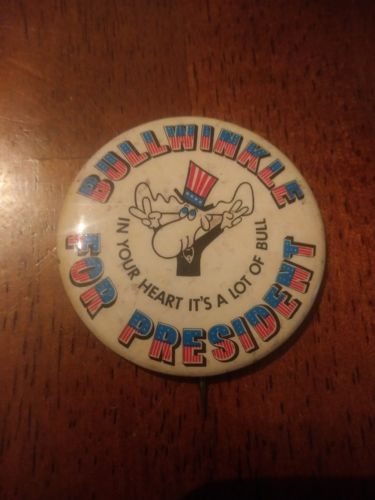 BULLWINKLE
IN YOUR HEART IT'S A LOT OF BULL
FOR PRESIDENT